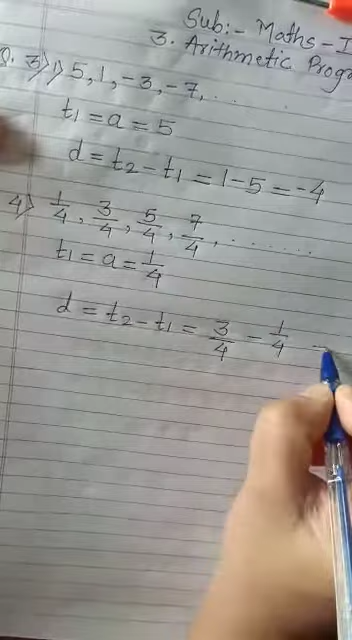 Sub:- Maths - I
3. Arithmetic Prog
Q. 3) 1) 5, 1, -3, -7, ..
t₁ = a = 5
d = t₂ - t₁ = 1 - 5 = -4
4) 1/4, 3/4, 5/4, 7/4, .......
t₁ = a = 1/4
d = t₂ - t₁ = 3/4 - 1/4